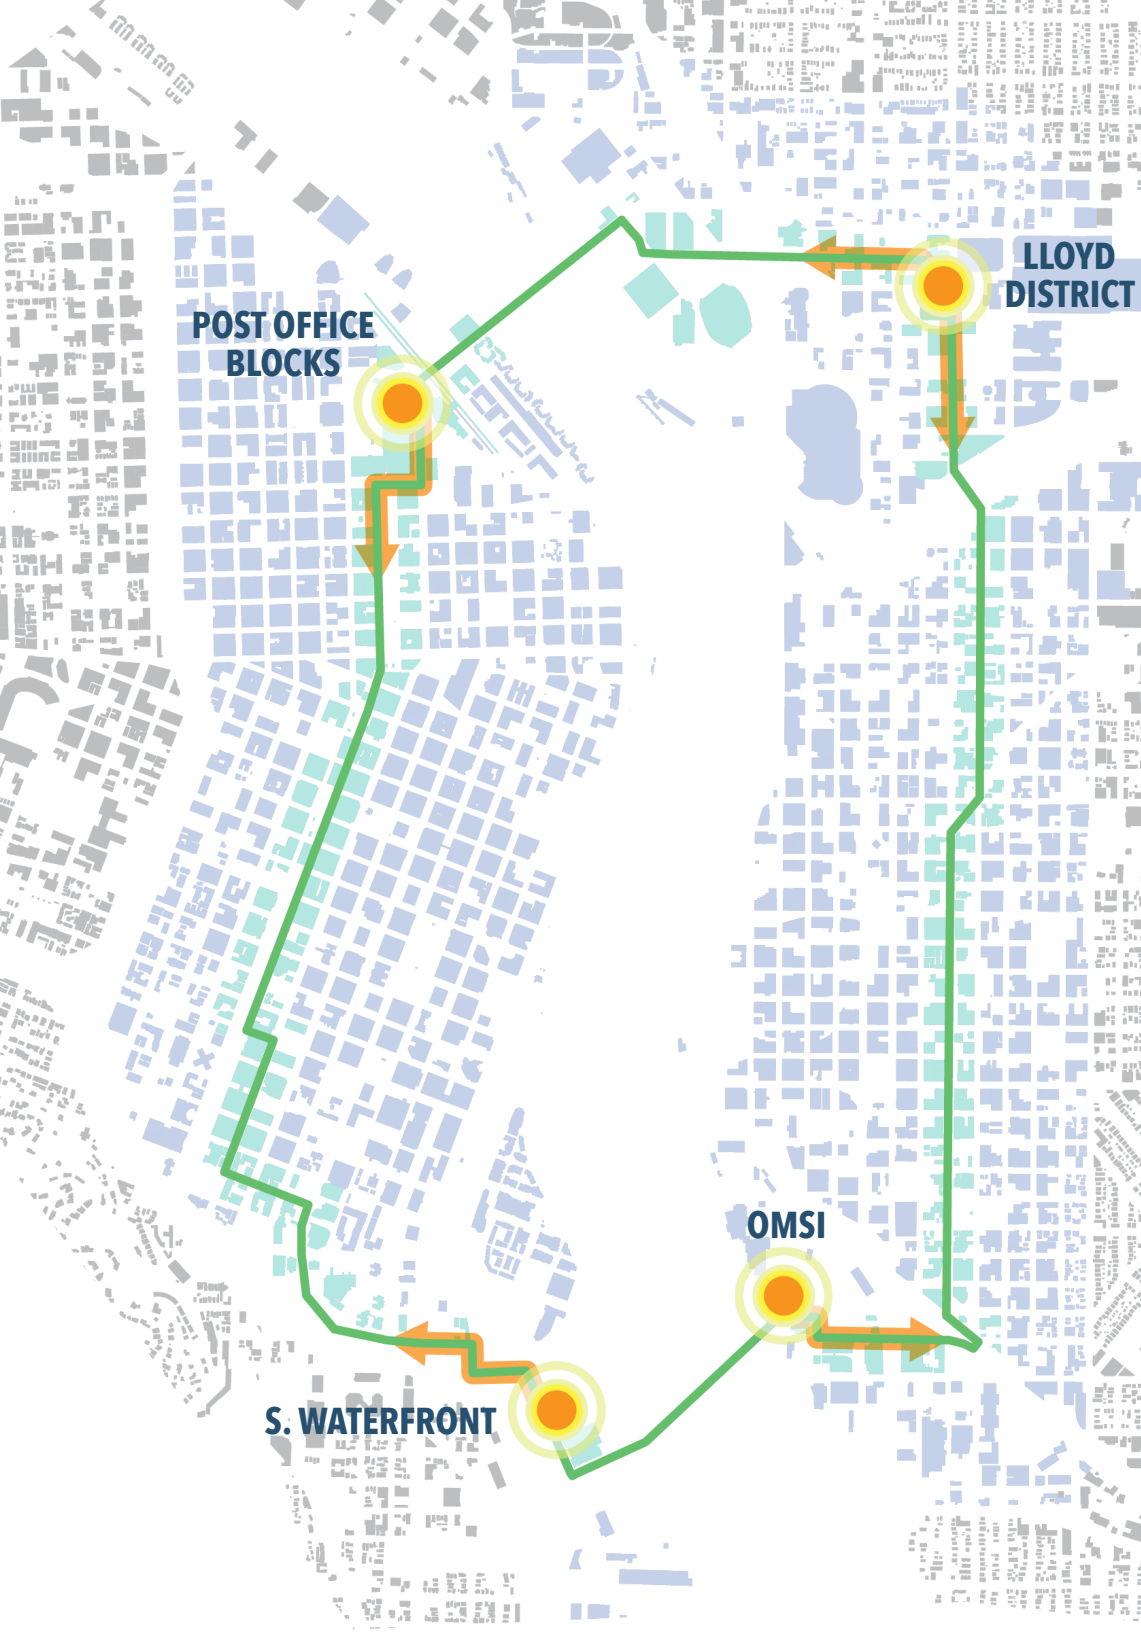 LLOYD
DISTRICT
POST OFFICE
BLOCKS
OMSI
S. WATERFRONT